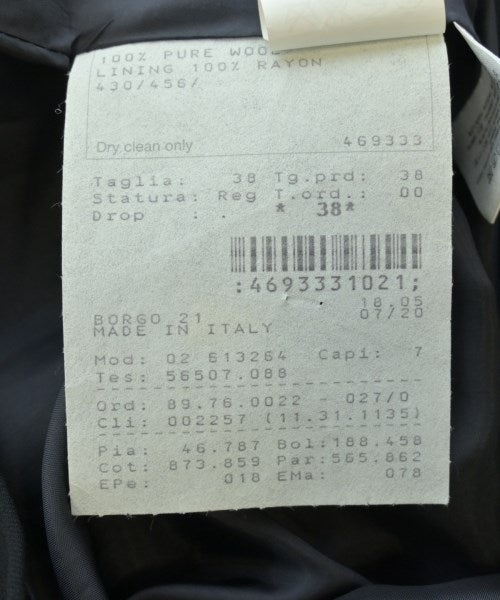 100% PURE WOOL
LINING 100% RAYON
430/456/
Dry clean only 469333
Taglia: 38 Tg.prd: 38
Statura: Reg T.ord.: 00
Drop : . * 38*
:4693331021;
18.05
BORGO 21 07/20
MADE IN ITALY
Mod: 02 613264 Capi: 7
Tes: 56507.088
Ord: 89.76.0022 - 027/0
Cli: 002257 (11.31.1135)
Pia: 46.787 Bol:188.458
Cot: 873.859 Par:565.862
EPe: 018 EMa: 078